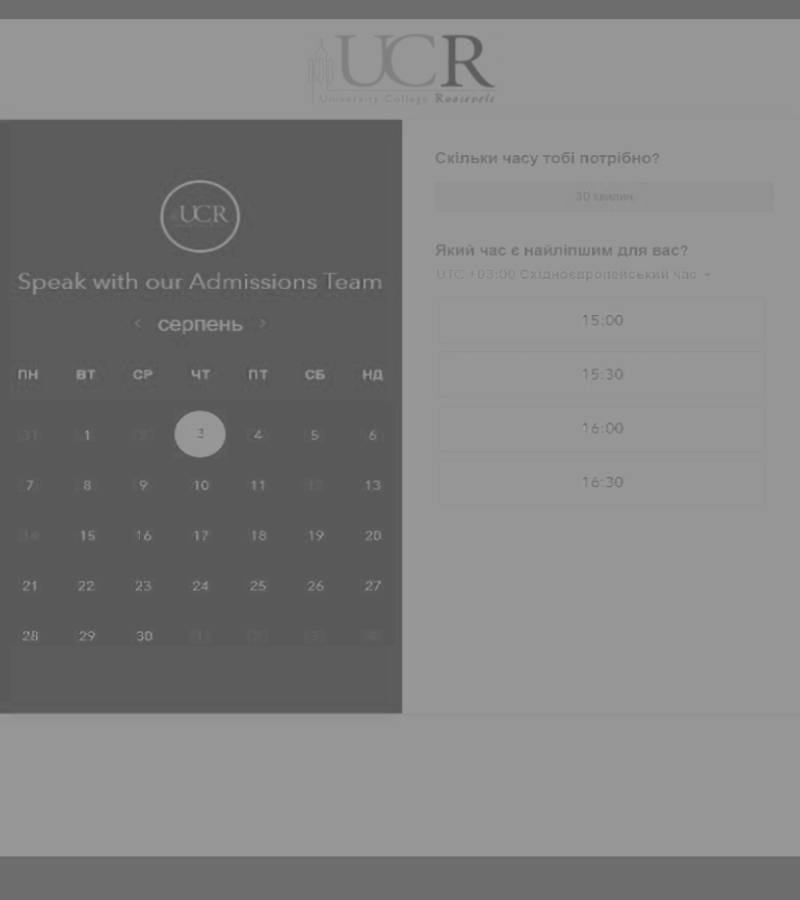 UCR
University College Roosevelt
UCR
Speak with our Admissions Team
< серпень >
ПН ВТ СР ЧТ ПТ СБ НД
31 1 2 3 4 5 6
7 8 9 10 11 12 13
14 15 16 17 18 19 20
21 22 23 24 25 26 27
28 29 30 1 2 3 4
Скільки часу тобі потрібно?
30 хвилин
Який час є найліпшим для вас?
UTC +03:00 Східноєвропейський час
15:00
15:30
16:00
16:30